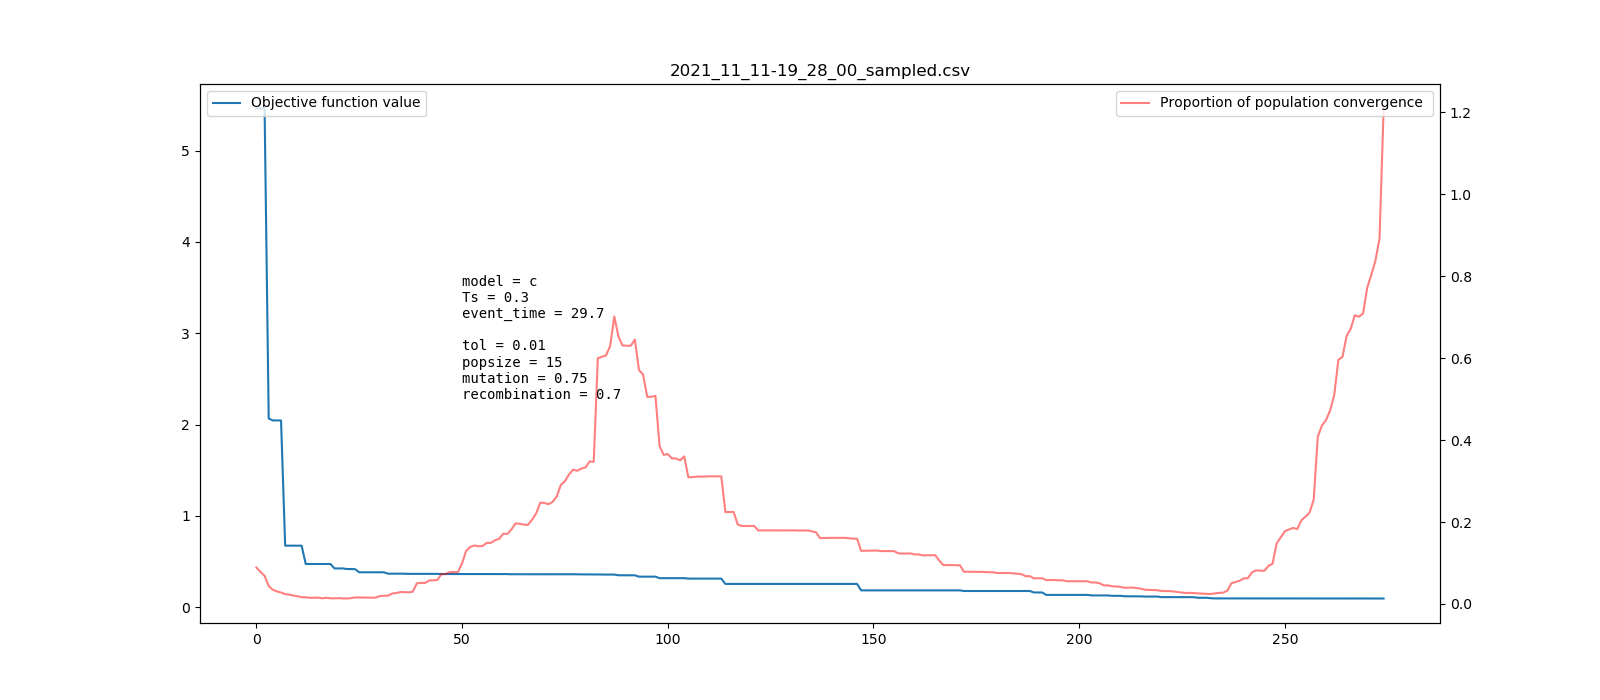 2021_11_11-19_28_00_sampled.csv
Objective function value
Proportion of population convergence
model = c
Ts = 0.3
event_time = 29.7
tol = 0.01
popsize = 15
mutation = 0.75
recombination = 0.7
5
4
3
2
1
0
1.2
1.0
0.8
0.6
0.4
0.2
0.0
0 50 100 150 200 250